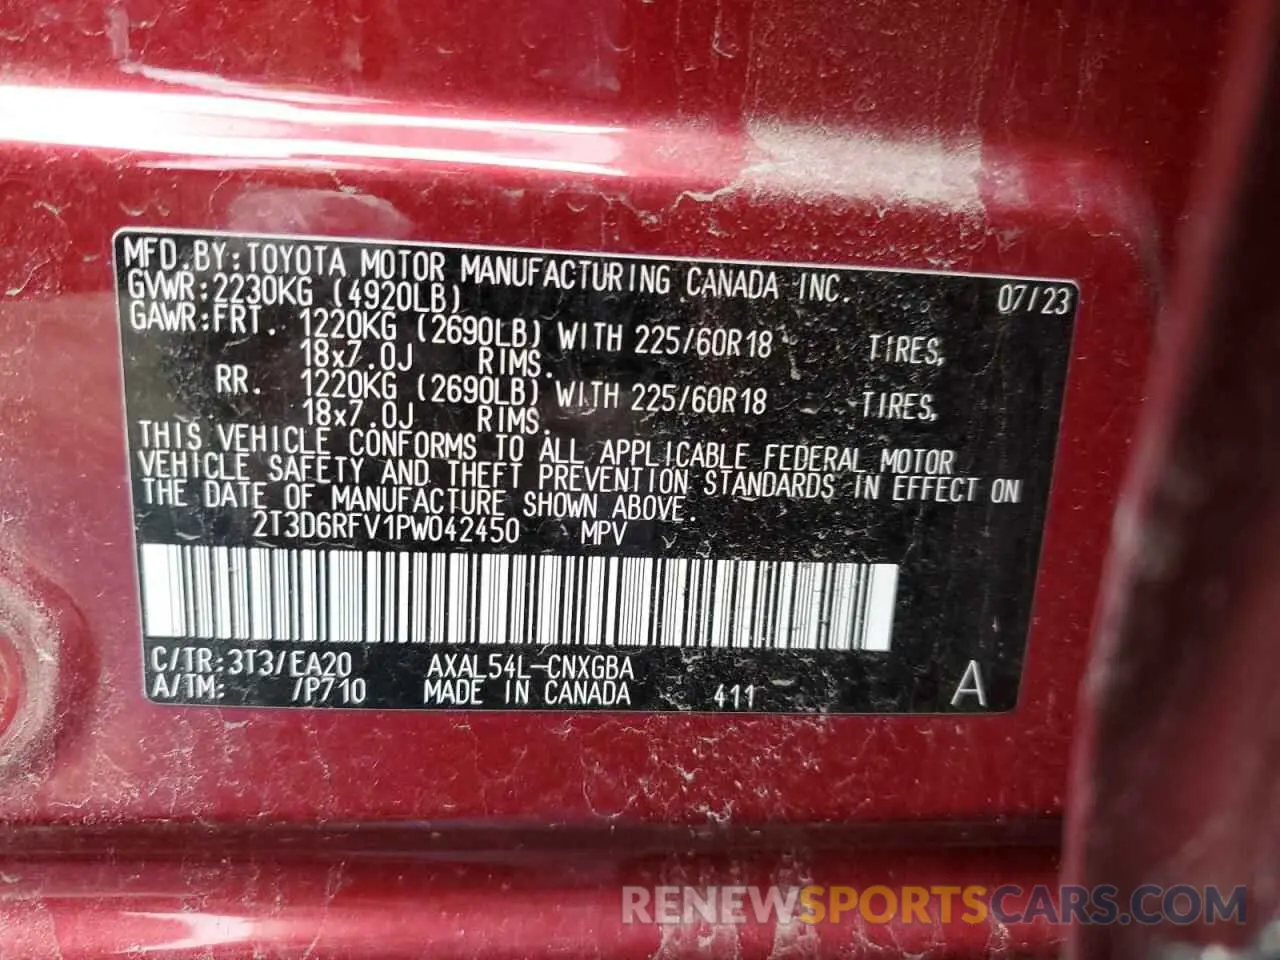 MFD.BY:TOYOTA MOTOR MANUFACTURING CANADA INC. 07/23
GVWR:2230KG (4920LB)
GAWR:FRT. 1220KG (2690LB) WITH 225/60R18 TIRES,
18x7.0J RIMS.
RR. 1220KG (2690LB) WITH 225/60R18 TIRES,
18x7.0J RIMS.
THIS VEHICLE CONFORMS TO ALL APPLICABLE FEDERAL MOTOR
VEHICLE SAFETY AND THEFT PREVENTION STANDARDS IN EFFECT ON
THE DATE OF MANUFACTURE SHOWN ABOVE.
2T3D6RFV1PW042450 MPV
C/TR:3T3/EA20 AXAL54L-CNXGBA
A/TM: /P710 MADE IN CANADA 411 A
RENEWSPORTSCARS.COM